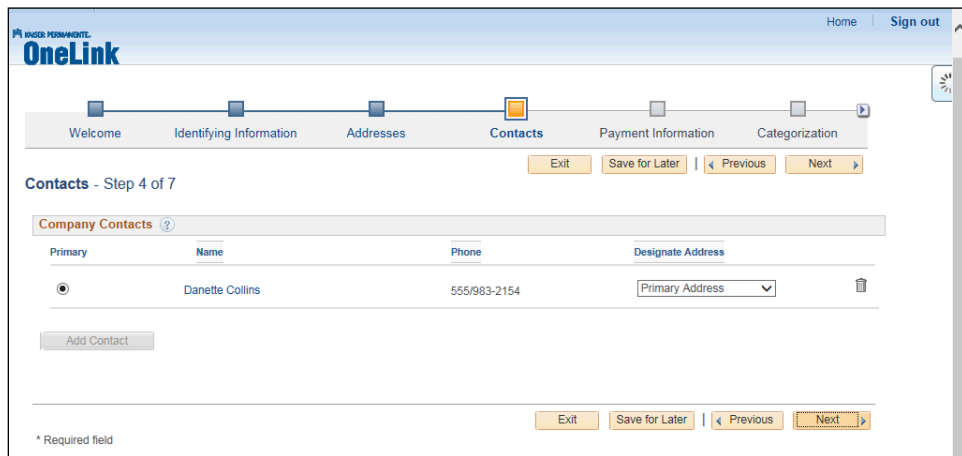 Home Sign out
KAISER PERMANENTE.
OneLink
Welcome Identifying Information Addresses Contacts Payment Information Categorization
Exit Save for Later | Previous Next
Contacts - Step 4 of 7
Company Contacts ?
Primary Name Phone Designate Address
Danette Collins 555/983-2154 Primary Address
Add Contact
Exit Save for Later | Previous Next
* Required field